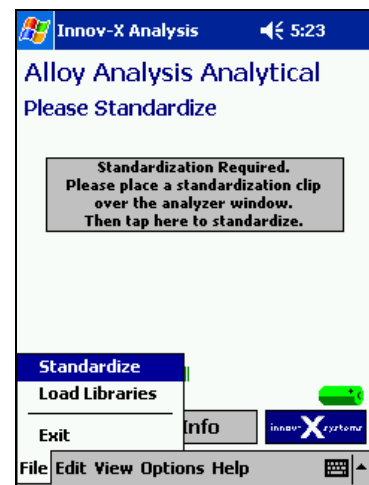 Innov-X Analysis 5:23
Alloy Analysis Analytical
Please Standardize
Standardization Required.
Please place a standardization clip
over the analyzer window.
Then tap here to standardize.
Standardize
Load Libraries
Exit
Info
innov-X systems
File Edit View Options Help